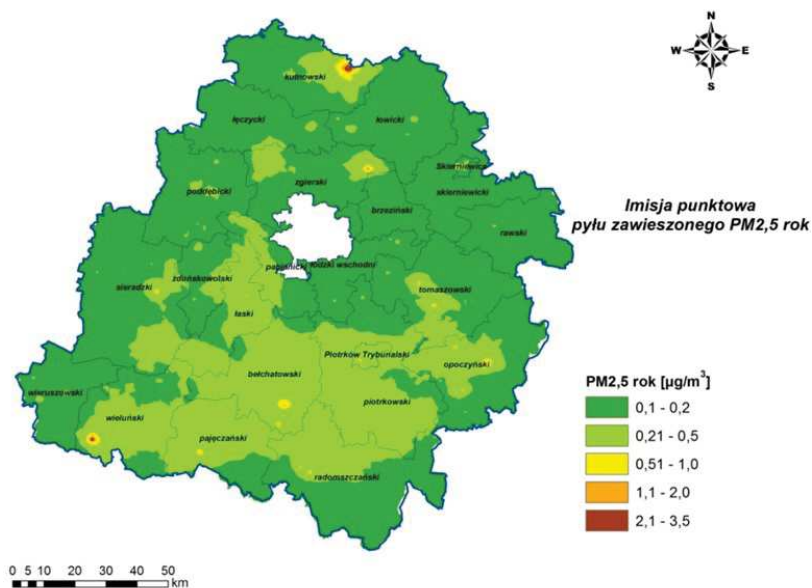 N
W E
S
kutnowski
łęczycki
łowicki
Skierniewice
zgierski
poddębicki
skierniewicki
brzeziński
Imisja punktowa
pyłu zawieszonego PM2,5 rok
rawski
pabianicki łódzki wschodni
zduńskowolski
sieradzki
tomaszowski
łaski
Piotrków Trybunalski
opoczyński
bełchatowski
wieruszowski
piotrkowski
wieluński
pajęczański
radomszczański
PM2,5 rok [µg/m³]
0,1 - 0,2
0,21 - 0,5
0,51 - 1,0
1,1 - 2,0
2,1 - 3,5
0 5 10 20 30 40 50
km